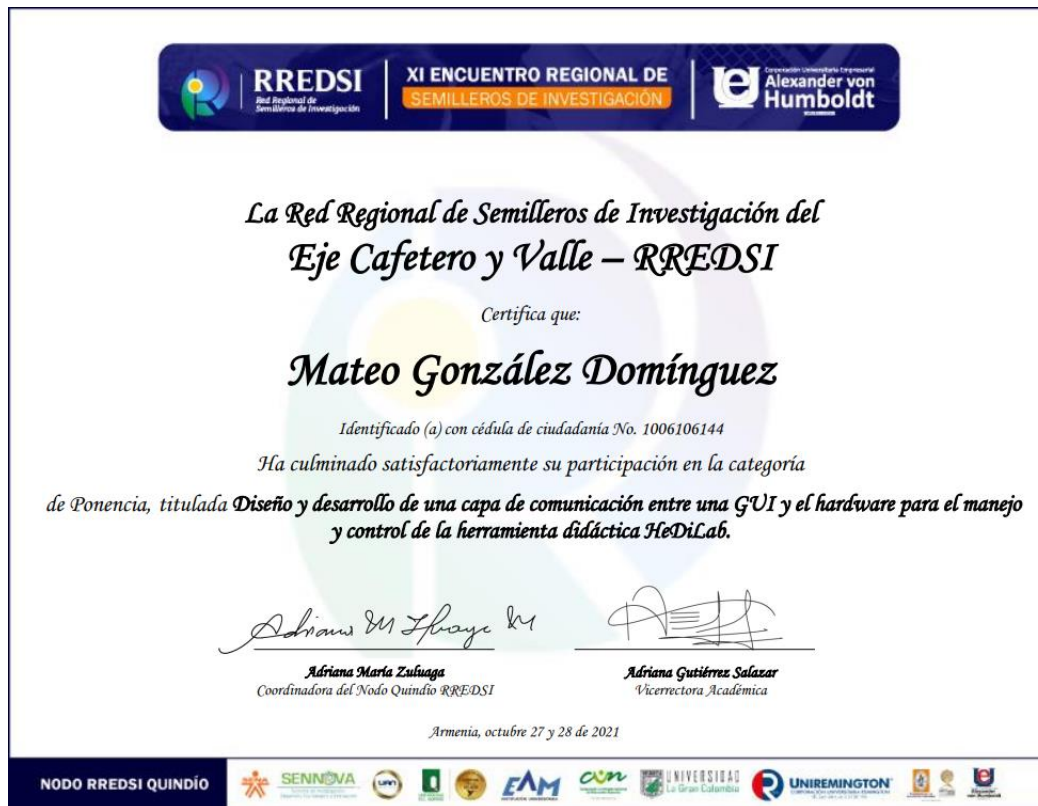 RREDSI
Red Regional de
Semilleros de Investigación
XI ENCUENTRO REGIONAL DE
SEMILLEROS DE INVESTIGACIÓN
Corporación Universitaria Empresarial
Alexander von
Humboldt
La Red Regional de Semilleros de Investigación del
Eje Cafetero y Valle – RREDSI
Certifica que:
Mateo González Domínguez
Identificado (a) con cédula de ciudadanía No. 1006106144
Ha culminado satisfactoriamente su participación en la categoría
de Ponencia, titulada Diseño y desarrollo de una capa de comunicación entre una GUI y el hardware para el manejo
y control de la herramienta didáctica HeDiLab.
Adriana María Zuluaga
Coordinadora del Nodo Quindío RREDSI
Adriana Gutiérrez Salazar
Vicerrectora Académica
Armenia, octubre 27 y 28 de 2021
NODO RREDSI QUINDÍO
SENNOVA
UAN
EAM
cun
UNIVERSIDAD
La Gran Colombia
UNIREMINGTON